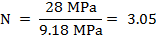 N = 28 MPa / 9.18 MPa = 3.05